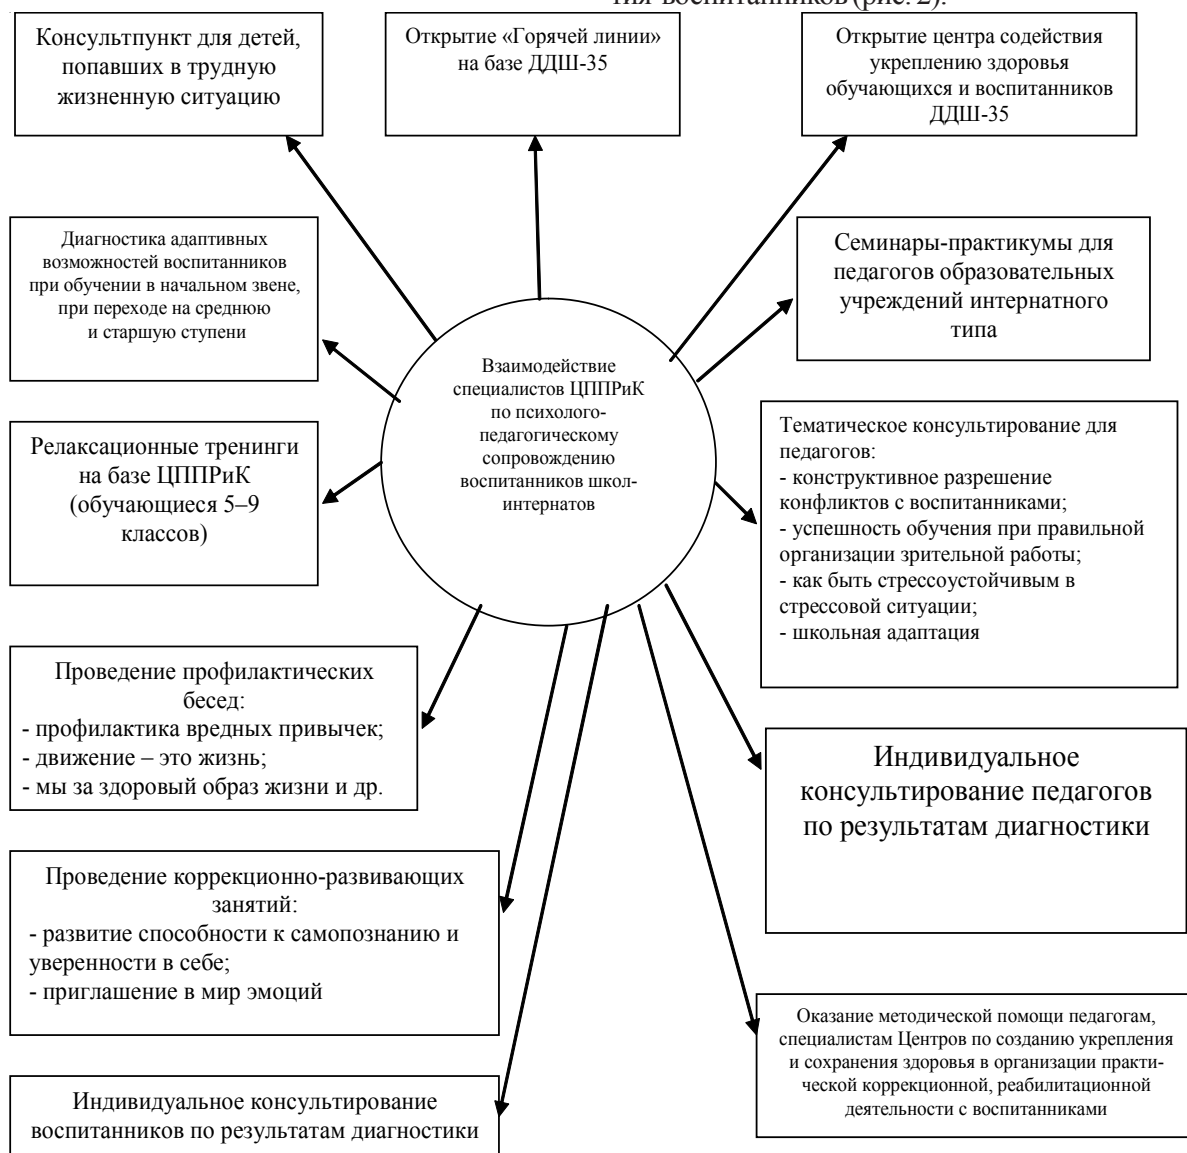 тия воспитанников (рис. 2).
Консультпункт для детей,
попавших в трудную
жизненную ситуацию
Открытие «Горячей линии»
на базе ДДШ-35
Открытие центра содействия
укреплению здоровья
обучающихся и воспитанников
ДДШ-35
Диагностика адаптивных
возможностей воспитанников
при обучении в начальном звене,
при переходе на среднюю
и старшую ступени
Семинары-практикумы для
педагогов образовательных
учреждений интернатного
типа
Взаимодействие
специалистов ЦППРиК
по психолого-
педагогическому
сопровождению
воспитанников школ-
интернатов
Релаксационные тренинги
на базе ЦППРиК
(обучающиеся 5–9
классов)
Тематическое консультирование для
педагогов:
- конструктивное разрешение
конфликтов с воспитанниками;
- успешность обучения при правильной
организации зрительной работы;
- как быть стрессоустойчивым в
стрессовой ситуации;
- школьная адаптация
Проведение профилактических
бесед:
- профилактика вредных привычек;
- движение – это жизнь;
- мы за здоровый образ жизни и др.
Индивидуальное
консультирование педагогов
по результатам диагностики
Проведение коррекционно-развивающих
занятий:
- развитие способности к самопознанию и
уверенности в себе;
- приглашение в мир эмоций
Оказание методической помощи педагогам,
специалистам Центров по созданию укрепления
и сохранения здоровья в организации практи-
ческой коррекционной, реабилитационной
деятельности с воспитанниками
Индивидуальное консультирование
воспитанников по результатам диагностики